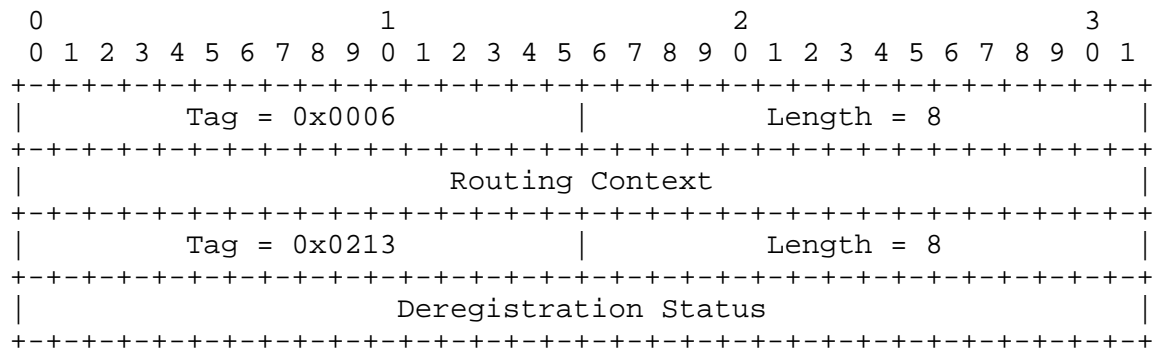 0                   1                   2                   3
 0 1 2 3 4 5 6 7 8 9 0 1 2 3 4 5 6 7 8 9 0 1 2 3 4 5 6 7 8 9 0 1
+-+-+-+-+-+-+-+-+-+-+-+-+-+-+-+-+-+-+-+-+-+-+-+-+-+-+-+-+-+-+-+-+
|         Tag = 0x0006          |          Length = 8           |
+-+-+-+-+-+-+-+-+-+-+-+-+-+-+-+-+-+-+-+-+-+-+-+-+-+-+-+-+-+-+-+-+
|                        Routing Context                        |
+-+-+-+-+-+-+-+-+-+-+-+-+-+-+-+-+-+-+-+-+-+-+-+-+-+-+-+-+-+-+-+-+
|         Tag = 0x0213          |          Length = 8           |
+-+-+-+-+-+-+-+-+-+-+-+-+-+-+-+-+-+-+-+-+-+-+-+-+-+-+-+-+-+-+-+-+
|                     Deregistration Status                     |
+-+-+-+-+-+-+-+-+-+-+-+-+-+-+-+-+-+-+-+-+-+-+-+-+-+-+-+-+-+-+-+-+